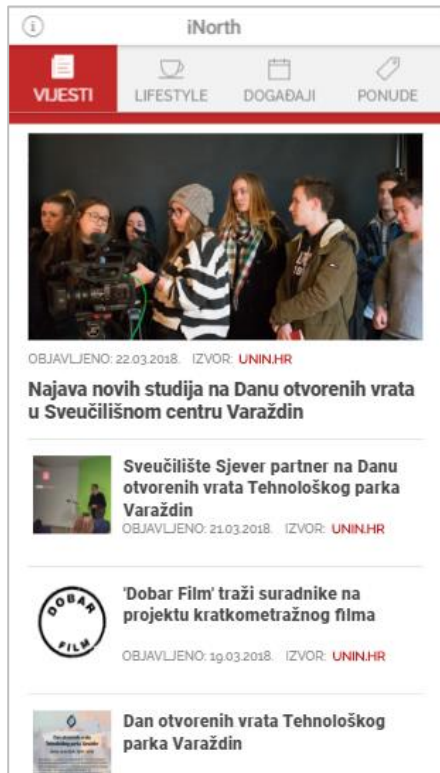 iNorth
VIJESTI
LIFESTYLE
DOGAĐAJI
PONUDE
OBJAVLJENO: 22.03.2018. IZVOR: UNIN.HR
Najava novih studija na Danu otvorenih vrata
u Sveučilišnom centru Varaždin
Sveučilište Sjever partner na Danu
otvorenih vrata Tehnološkog parka
Varaždin
OBJAVLJENO: 21.03.2018. IZVOR: UNIN.HR
DOBAR
FILM
'Dobar Film' traži suradnike na
projektu kratkometražnog filma
OBJAVLJENO: 19.03.2018. IZVOR: UNIN.HR
Dan otvorenih vrata Tehnološkog
parka Varaždin